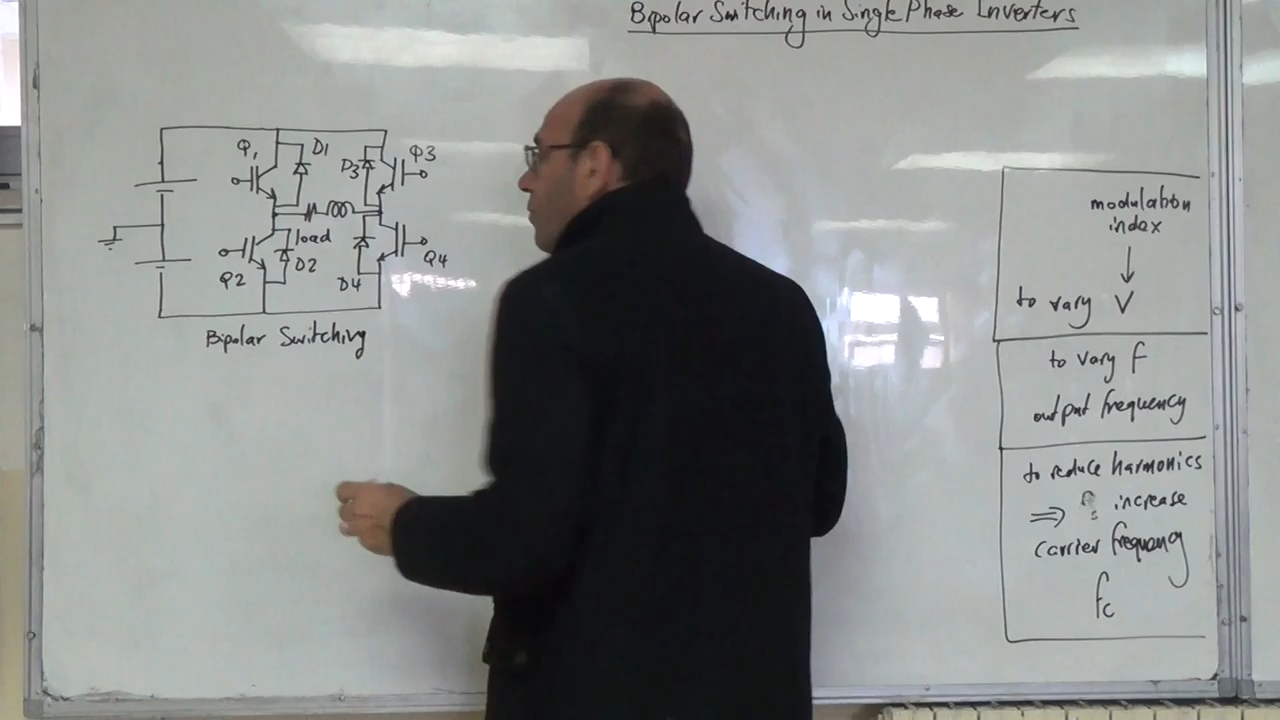 Bipolar Switching in Single Phase Inverters
Q1
D1
D3
Q3
load
Q2
D2
D4
Q4
Bipolar Switching
modulation
index
↓
to vary V
to vary f
output frequency
to reduce harmonics
⇒ increase
carrier frequency
fc